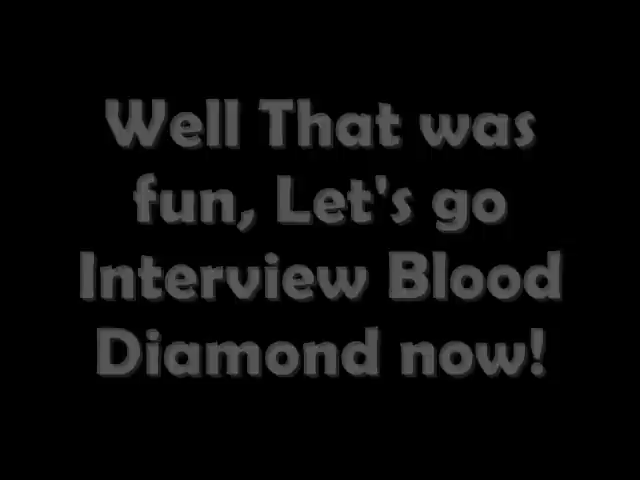 Well That was
fun, Let's go
Interview Blood
Diamond now!